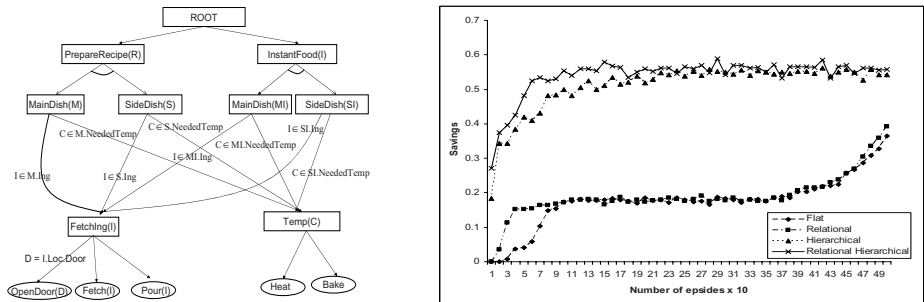 ROOT
PrepareRecipe(R)
InstantFood(I)
MainDish(M)
SideDish(S)
MainDish(MI)
SideDish(SI)
C ∈ M.NeededTemp
C ∈ S.NeededTemp
C ∈ MI.NeededTemp
I ∈ SI.Ing
I ∈ MI.Ing
I ∈ M.Ing
I ∈ S.Ing
C ∈ SI.NeededTemp
FetchIng(I)
Temp(C)
D = I.Loc.Door
OpenDoor(D)
Fetch(I)
Pour(I)
Heat
Bake
Savings
0.7
0.6
0.5
0.4
0.3
0.2
0.1
0
1 3 5 7 9 11 13 15 17 19 21 23 25 27 29 31 33 35 37 39 41 43 45 47 49
Number of epsides x 10
Flat
Relational
Hierarchical
Relational Hierarchical